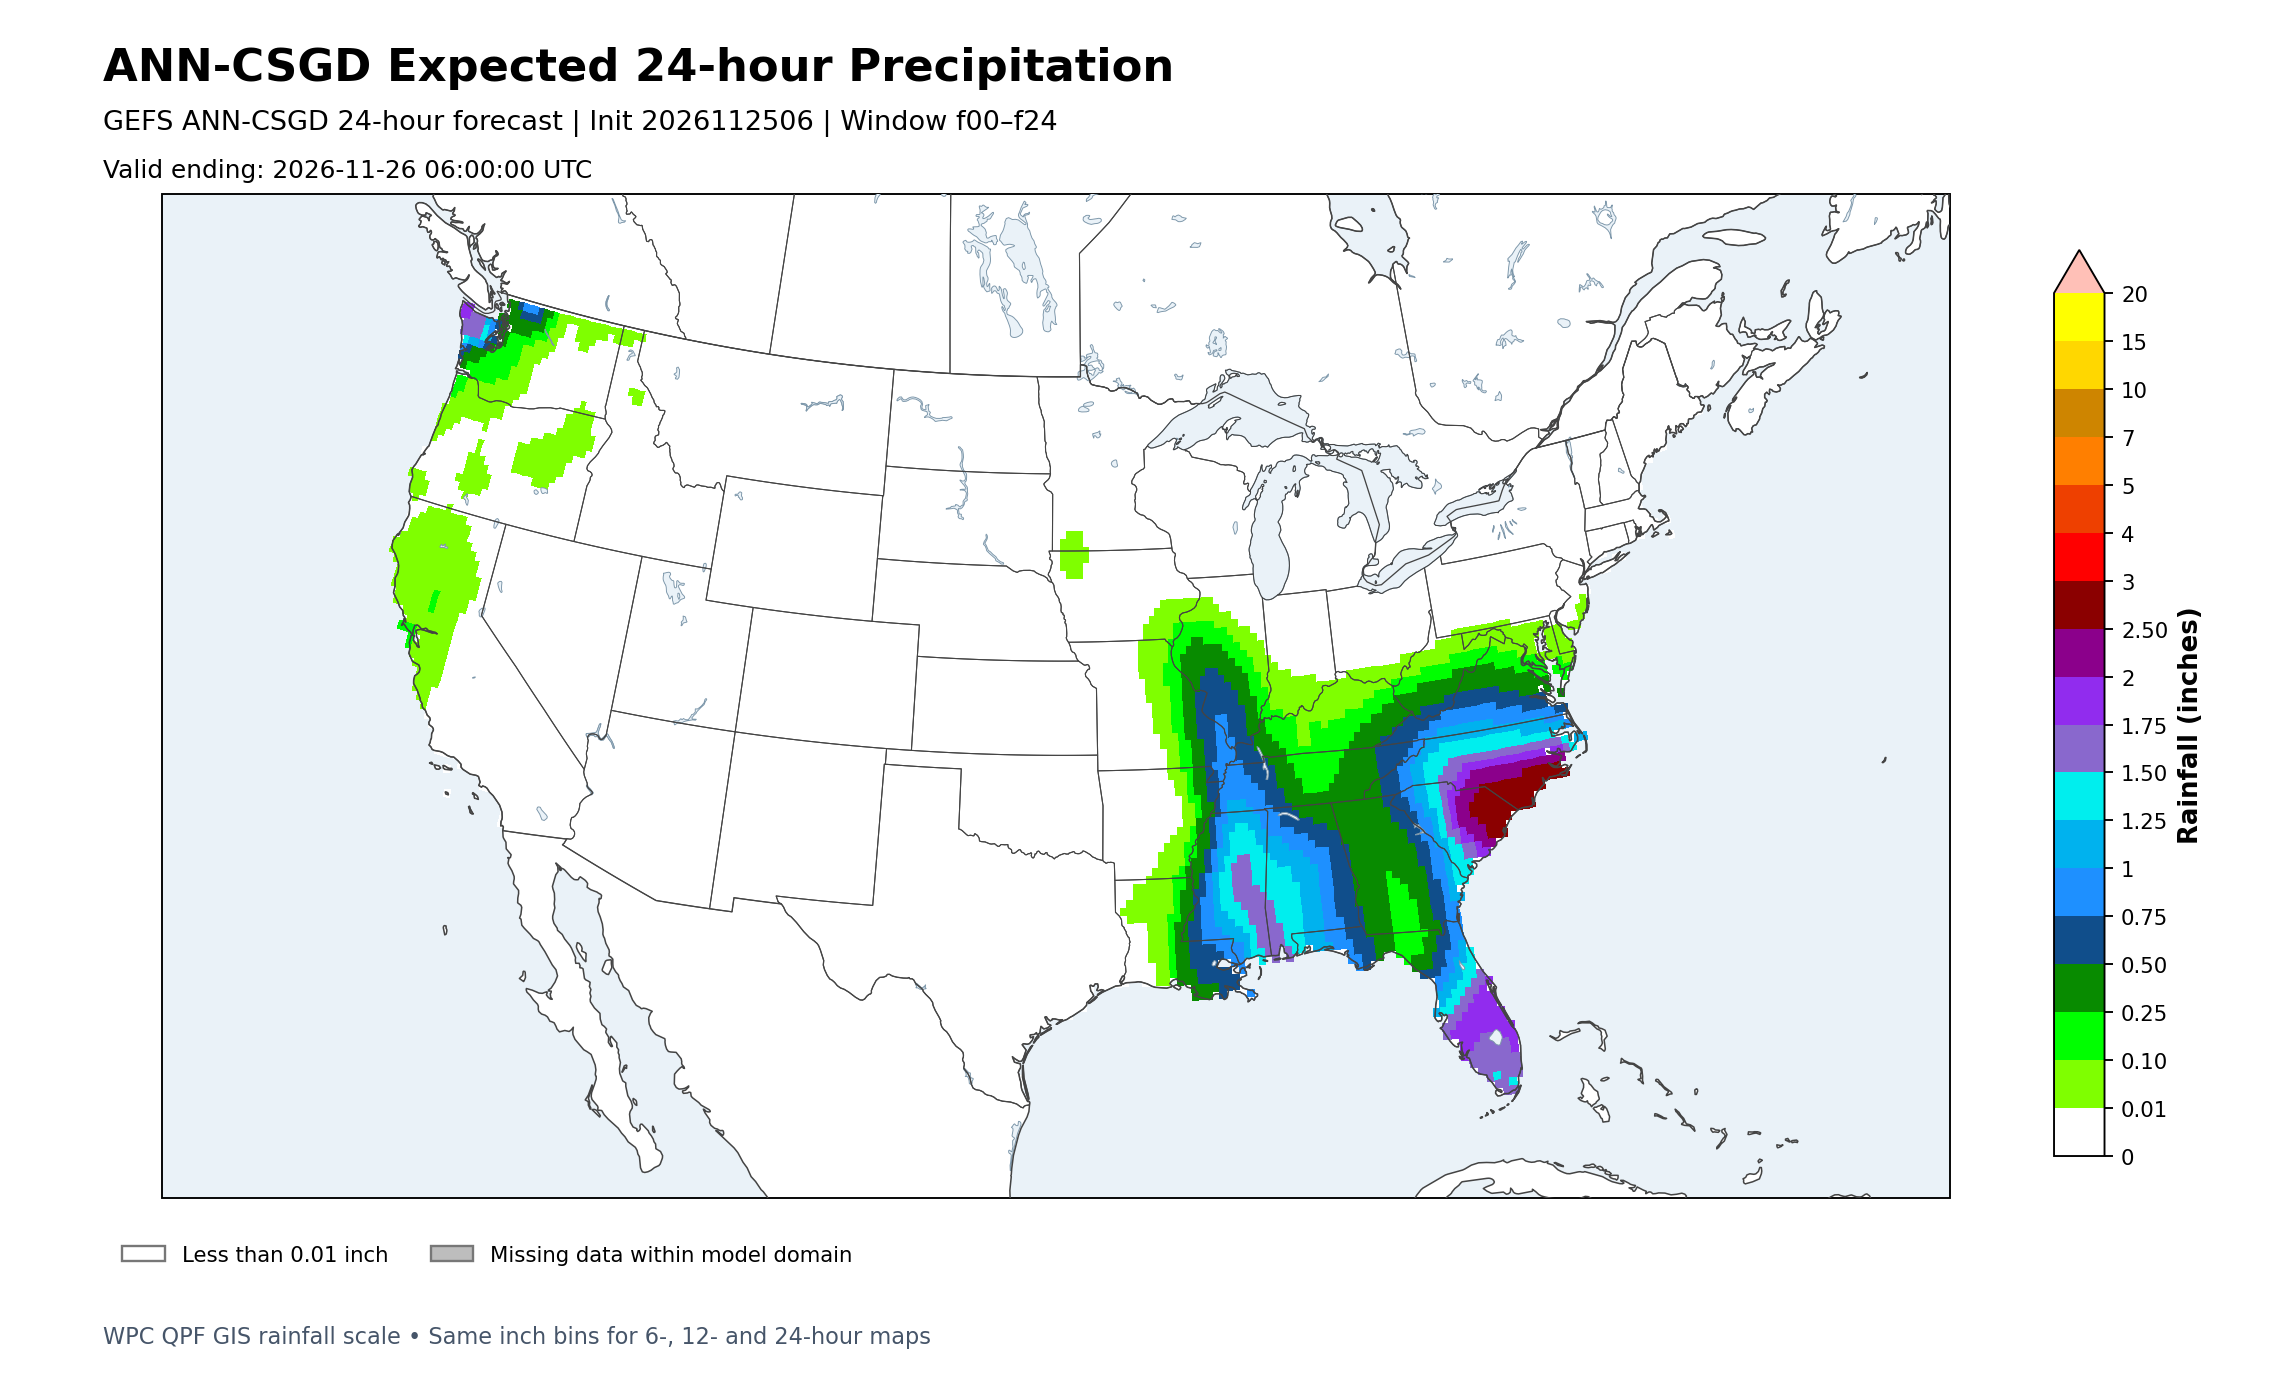 ANN-CSGD Expected 24-hour Precipitation
GEFS ANN-CSGD 24-hour forecast | Init 2026112506 | Window f00–f24
Valid ending: 2026-11-26 06:00:00 UTC
20
15
10
7
5
4
3
2.50
2
1.75
1.50
1.25
1
0.75
0.50
0.25
0.10
0.01
0
Rainfall (inches)
Less than 0.01 inch
Missing data within model domain
WPC QPF GIS rainfall scale • Same inch bins for 6-, 12- and 24-hour maps